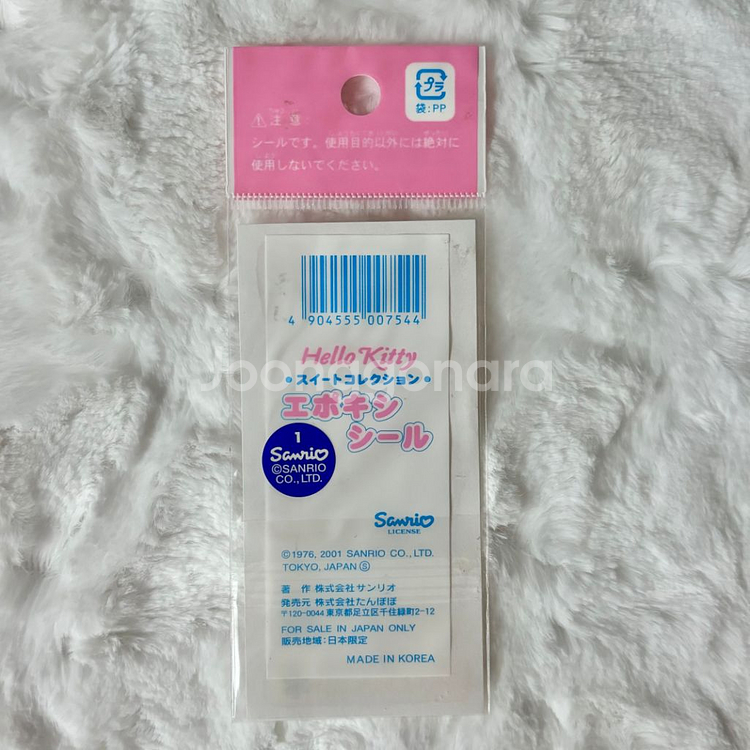 プラ
袋:PP
⚠注意
シールです。使用目的以外には絶対に
使用しないでください。
4 904555 007544
Hello Kitty
•スイートコレクション•
Joonggonara
エポキシ
シール
1
Sanrio
©SANRIO
CO., LTD.
Sanrio
LICENSE
©1976, 2001 SANRIO CO., LTD.
TOKYO, JAPAN Ⓢ
著 作 株式会社サンリオ
発売元 株式会社たんぽぽ
〒120-0044 東京都足立区千住緑町2-12
FOR SALE IN JAPAN ONLY
販売地域:日本限定
MADE IN KOREA